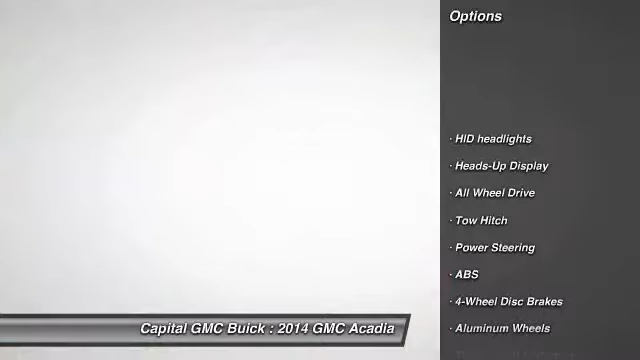 Options
· HID headlights
· Heads-Up Display
· All Wheel Drive
· Tow Hitch
· Power Steering
· ABS
· 4-Wheel Disc Brakes
· Aluminum Wheels
Capital GMC Buick : 2014 GMC Acadia